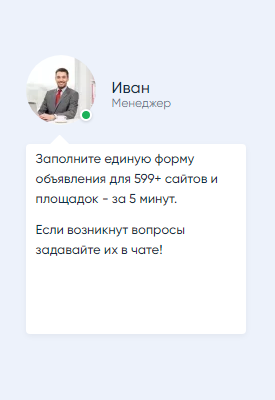 Иван
Менеджер
Заполните единую форму
объявления для 599+ сайтов и
площадок - за 5 минут.
Если возникнут вопросы
задавайте их в чате!